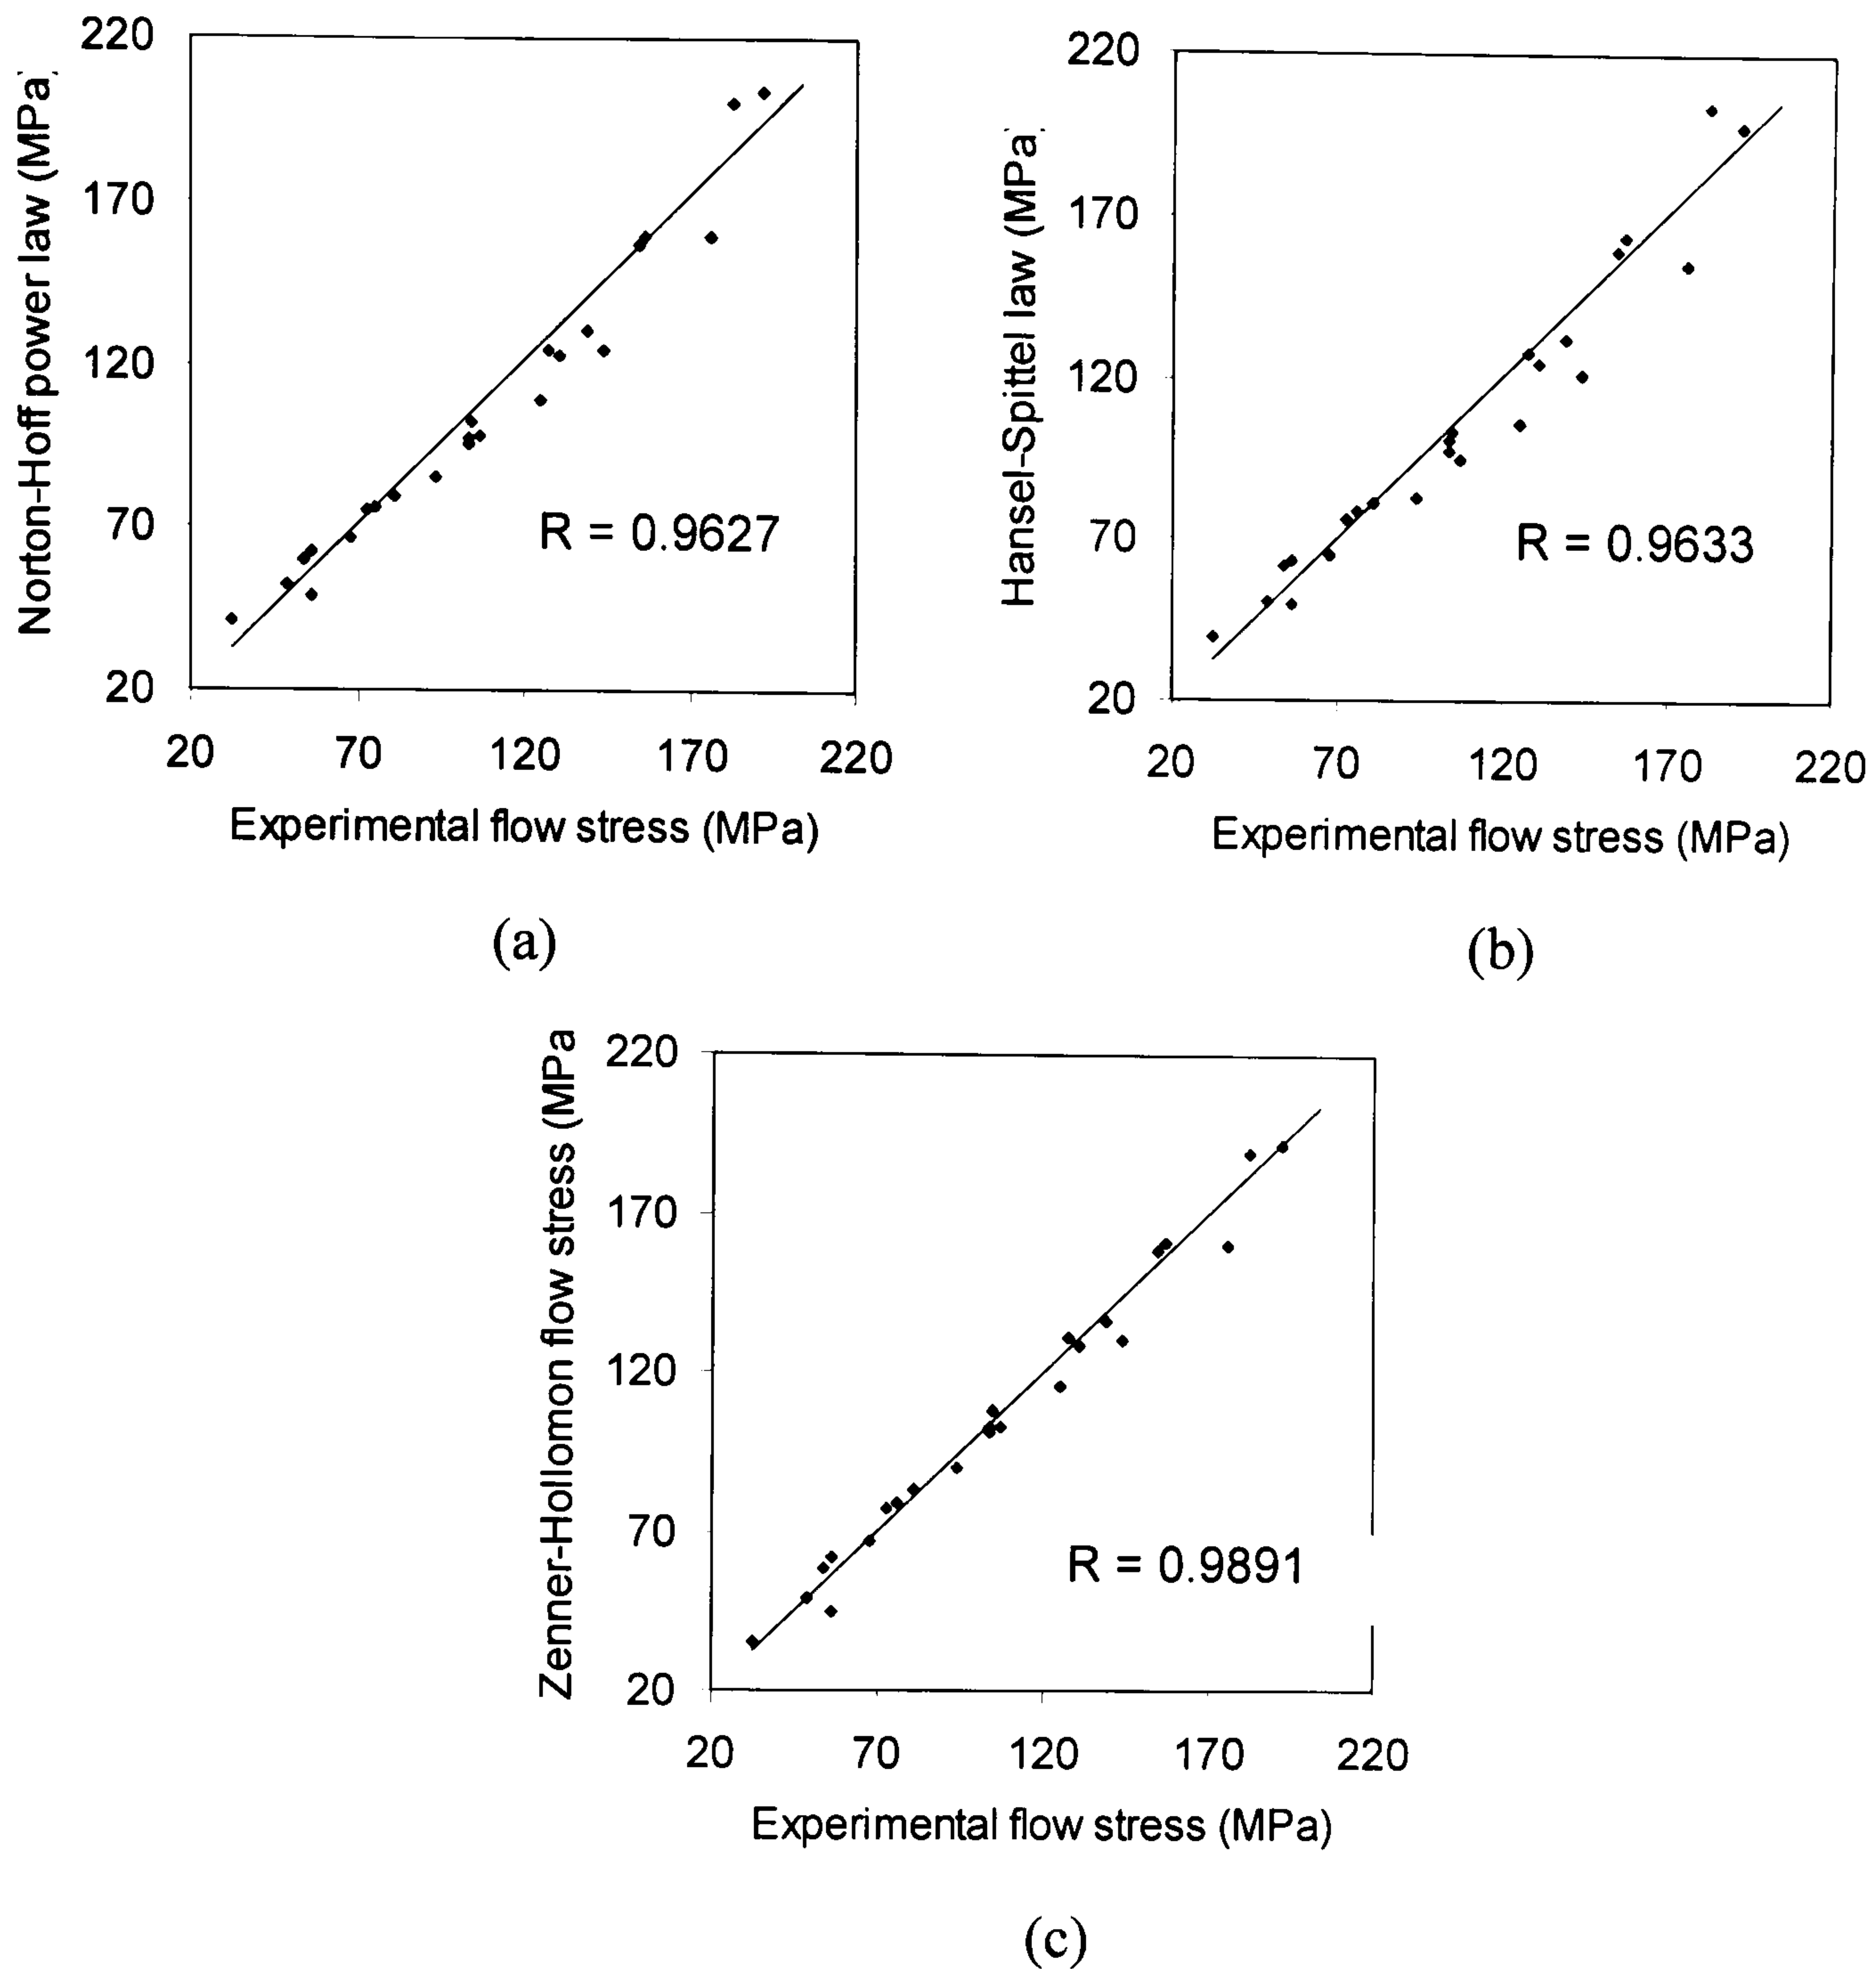 220
170
120
70
20
Norton-Hoff power law (MPa)
R = 0.9627
20 70 120 170 220
Experimental flow stress (MPa)
(a)
220
170
120
70
20
Hansel-Spittel law (MPa)
R = 0.9633
20 70 120 170 220
Experimental flow stress (MPa)
(b)
220
170
120
70
20
Zenner-Hollomon flow stress (MPa
R = 0.9891
20 70 120 170 220
Experimental flow stress (MPa)
(c)